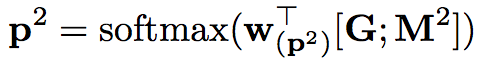 p² = softmax(w⊤(p²)[G; M²])